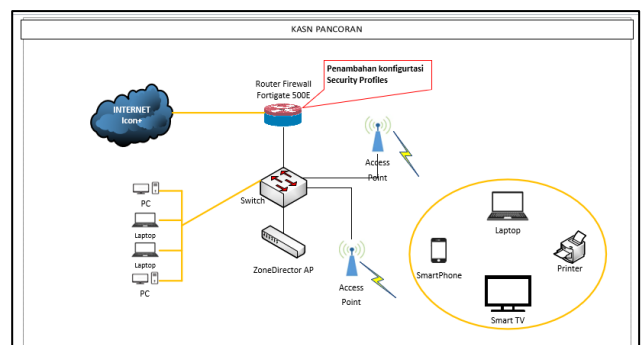 KASN PANCORAN
Penambahan konfigurtasi
Security Profiles
Router Firewall
Fortigate 500E
INTERNET
Icon+
Access
Point
Switch
PC
Laptop
Laptop
PC
ZoneDirector AP
Access
Point
Laptop
SmartPhone
Printer
Smart TV